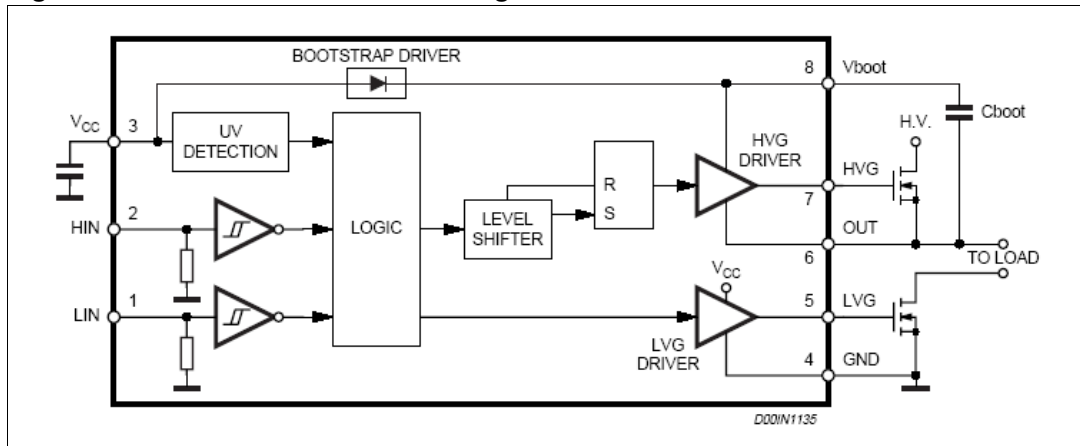 BOOTSTRAP DRIVER
8
Vboot
VCC
3
UV
DETECTION
H.V.
Cboot
HVG
DRIVER
HVG
7
HIN
2
LOGIC
LEVEL
SHIFTER
R
S
OUT
6
TO LOAD
VCC
LIN
1
5
LVG
LVG
DRIVER
4
GND
D00IN1135